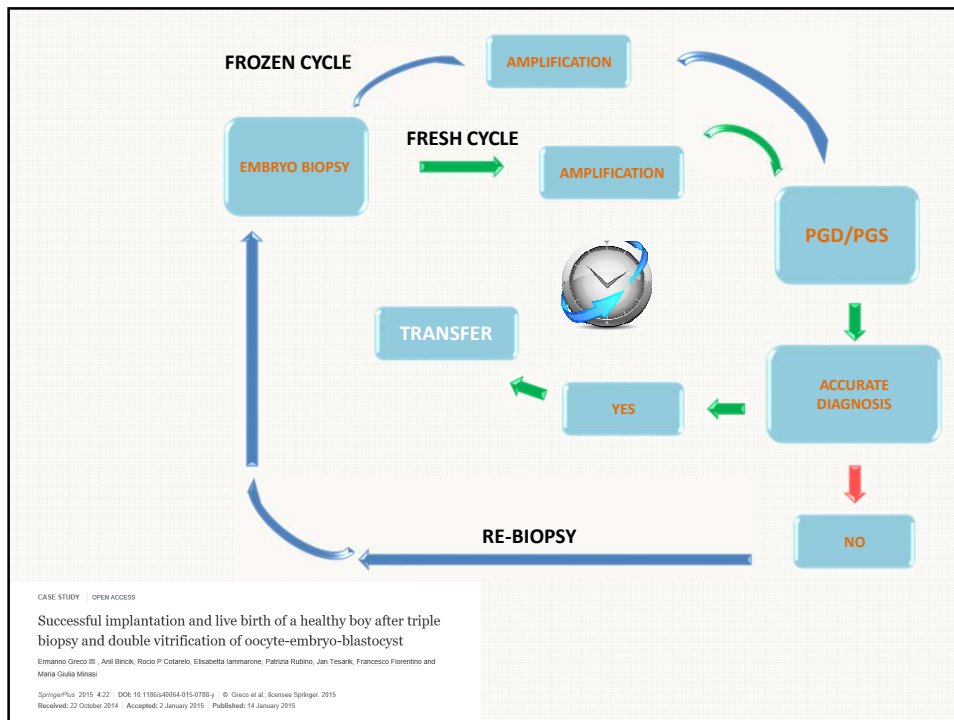 FROZEN CYCLE
AMPLIFICATION
FRESH CYCLE
EMBRYO BIOPSY
AMPLIFICATION
PGD/PGS
TRANSFER
ACCURATE
DIAGNOSIS
YES
RE-BIOPSY
NO
CASE STUDY | OPEN ACCESS
Successful implantation and live birth of a healthy boy after triple
biopsy and double vitrification of oocyte-embryo-blastocyst
Ermanno Greco ✉, Anil Biricik, Rocio P Cotarelo, Elisabetta Iammarone, Patrizia Rubino, Jan Tesarik, Francesco Fiorentino and
Maria Giulia Minasi
SpringerPlus 2015 4:22 | DOI: 10.1186/s40064-015-0788-y | © Greco et al.; licensee Springer. 2015
Received: 22 October 2014 | Accepted: 2 January 2015 | Published: 14 January 2015